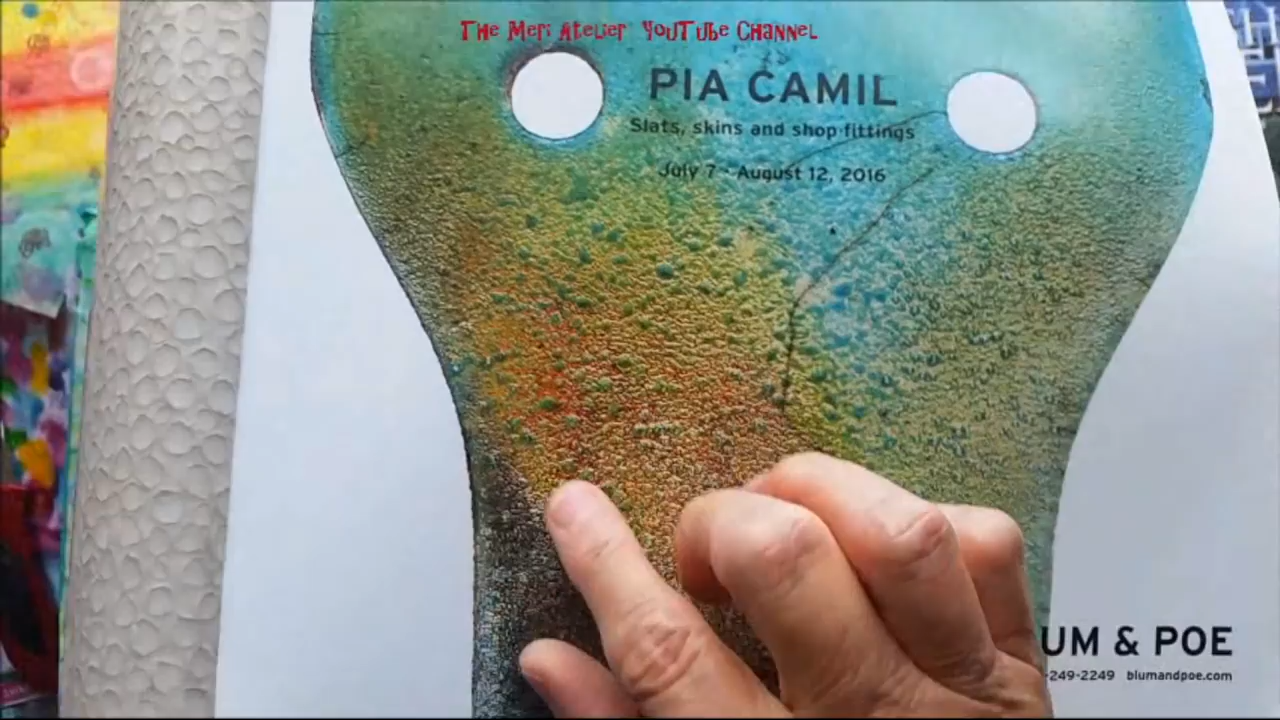 The Meri Atelier YouTube Channel
PIA CAMIL
Slats, skins and shop fittings
July 7 - August 12, 2016
UM & POE
-249-2249 blumandpoe.com